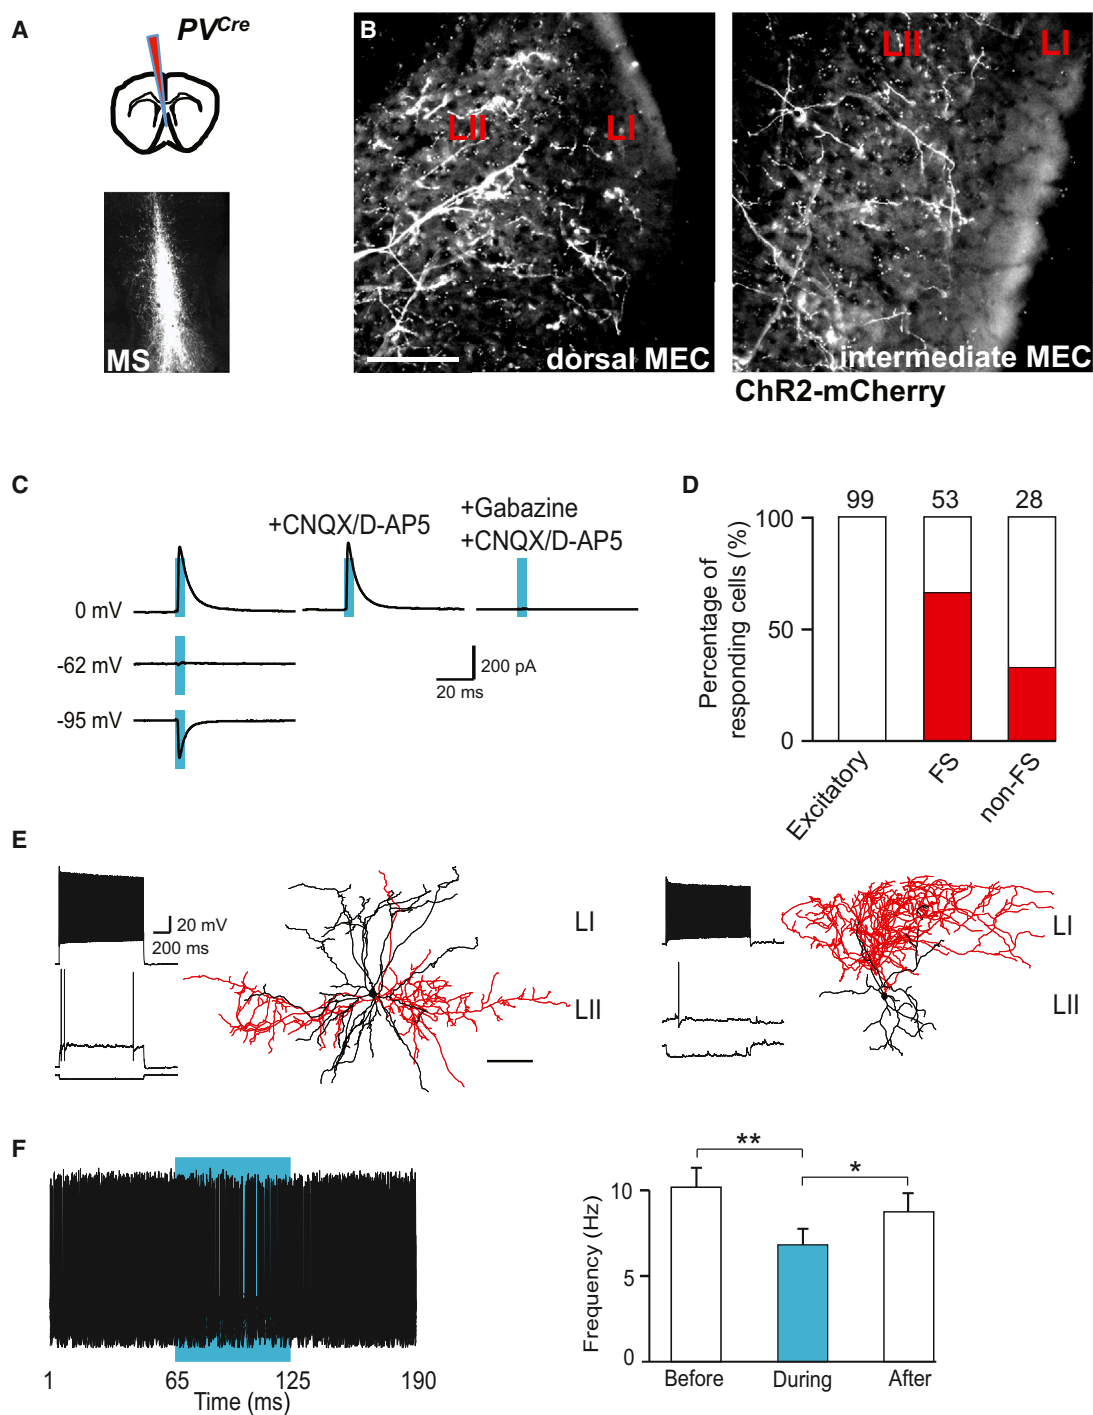 A
PV^Cre
MS
B
LII
LI
dorsal MEC
LII
LI
intermediate MEC
ChR2-mCherry
C
+CNQX/D-AP5
+Gabazine
+CNQX/D-AP5
0 mV
-62 mV
-95 mV
200 pA
20 ms
D
Percentage of
responding cells (%)
99
53
28
100
50
0
Excitatory
FS
non-FS
E
20 mV
200 ms
LI
LII
LI
LII
F
1
65
125
190
Time (ms)
**
*
Frequency (Hz)
10
5
0
Before
During
After